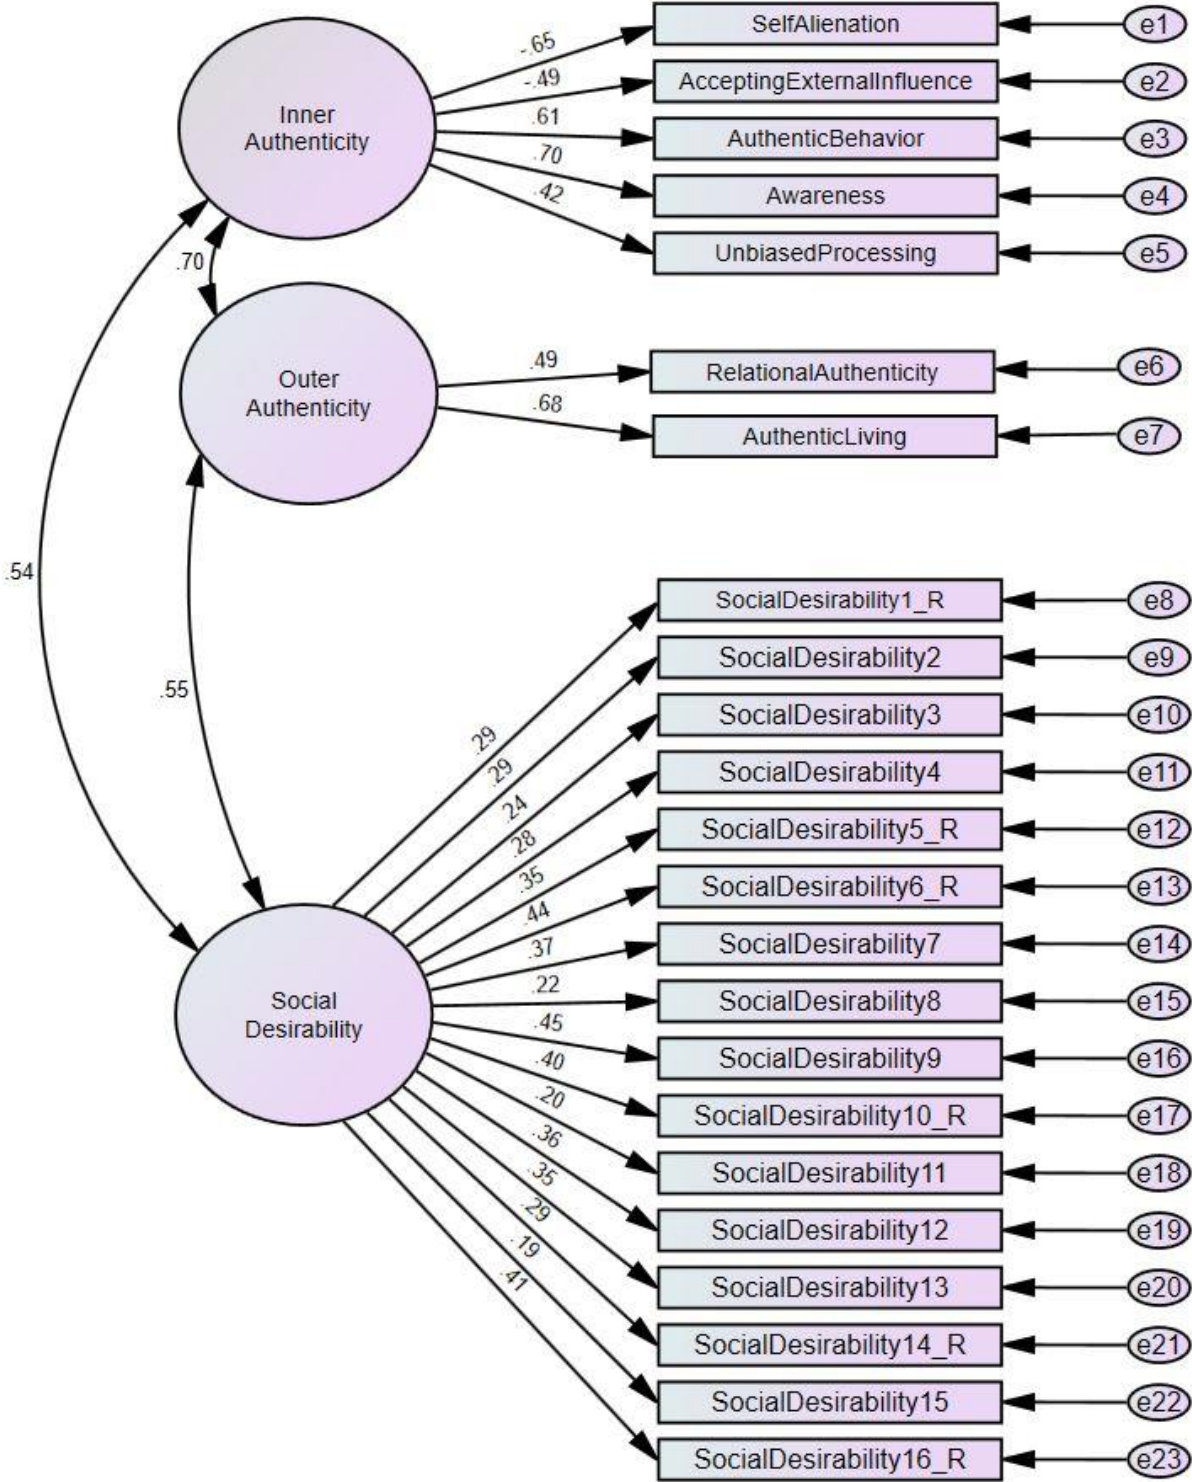 -.65
SelfAlienation
e1
-.49
AcceptingExternalInfluence
e2
Inner
Authenticity
.61
AuthenticBehavior
e3
.70
Awareness
e4
.42
UnbiasedProcessing
e5
.70
Outer
Authenticity
.49
RelationalAuthenticity
e6
.68
AuthenticLiving
e7
.54
.55
.29
SocialDesirability1_R
e8
.29
SocialDesirability2
e9
.24
SocialDesirability3
e10
.28
SocialDesirability4
e11
.35
SocialDesirability5_R
e12
.44
SocialDesirability6_R
e13
.37
SocialDesirability7
e14
Social
Desirability
.22
SocialDesirability8
e15
.45
SocialDesirability9
e16
.40
SocialDesirability10_R
e17
.20
SocialDesirability11
e18
.36
SocialDesirability12
e19
.35
SocialDesirability13
e20
.29
SocialDesirability14_R
e21
.19
SocialDesirability15
e22
.41
SocialDesirability16_R
e23